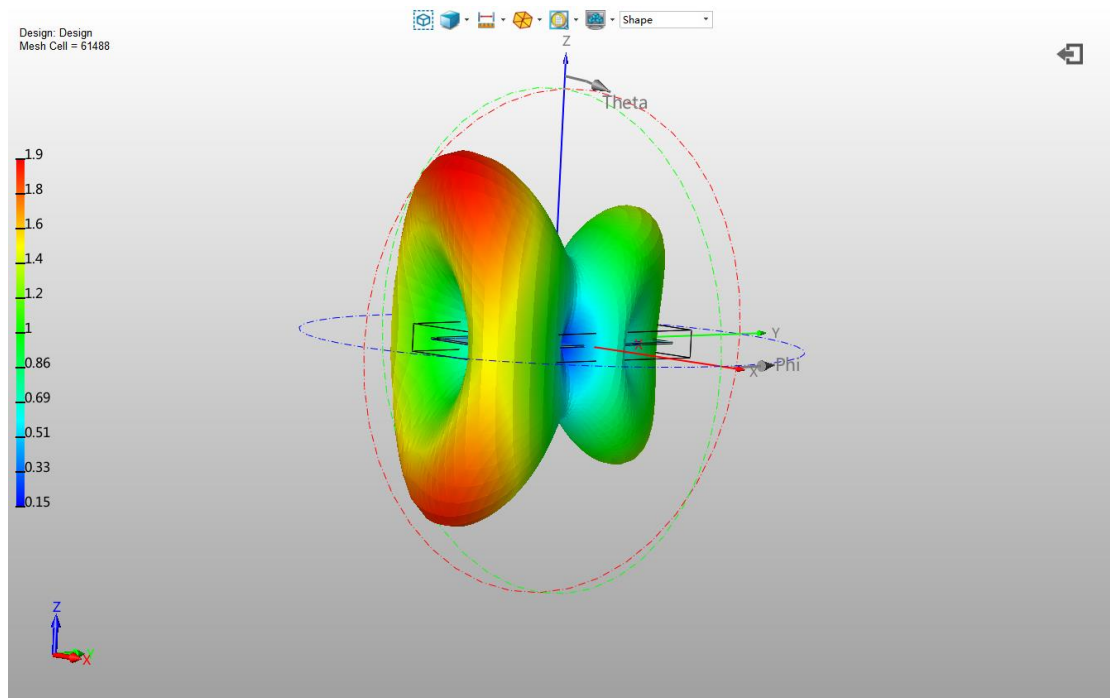 Design: Design
Mesh Cell = 61488
Shape
Z
Theta
1.9
1.8
1.6
1.4
1.2
1
0.86
0.69
0.51
0.33
0.15
Y
X
X
Phi
Z
Y
X